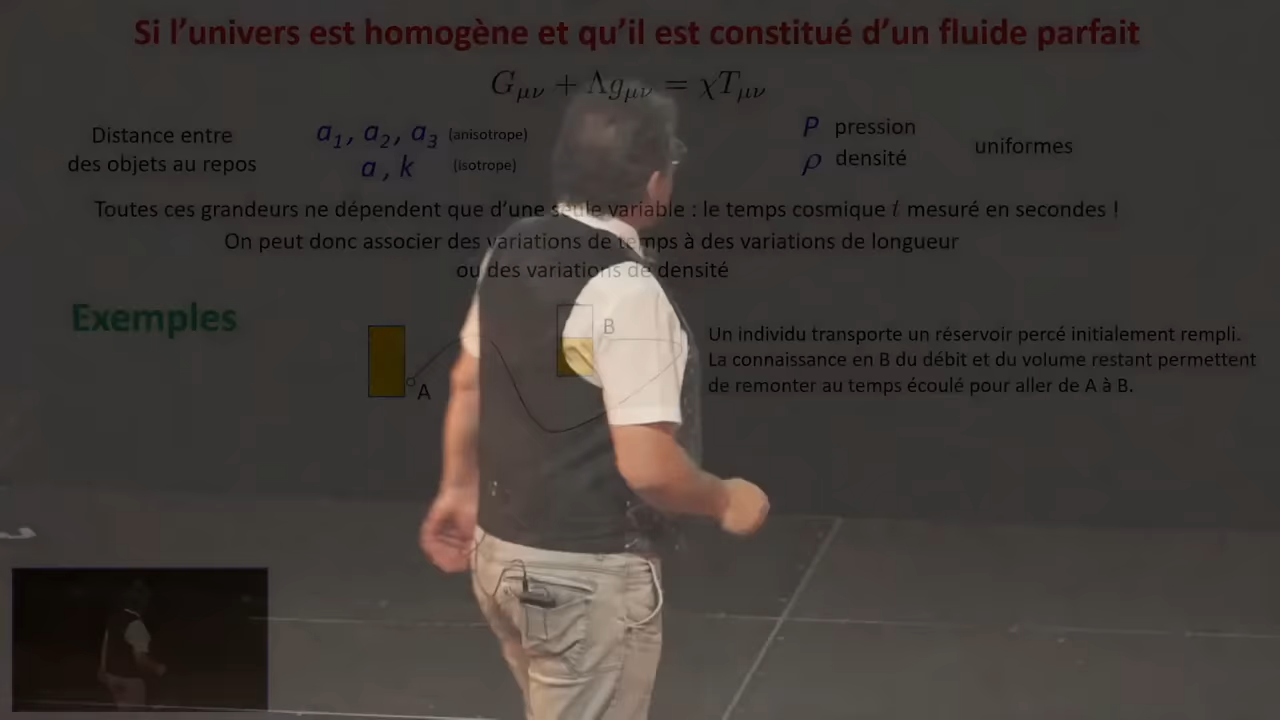 Si l’univers est homogène et qu’il est constitué d’un fluide parfait
Gμν + Λgμν = χTμν
Distance entre
des objets au repos
a1, a2, a3 (anisotrope)
a , k (isotrope)
P pression
ρ densité
uniformes
Toutes ces grandeurs ne dépendent que d’une seule variable : le temps cosmique t mesuré en secondes !
On peut donc associer des variations de temps à des variations de longueur
ou des variations de densité
Exemples
A
B
Un individu transporte un réservoir percé initialement rempli.
La connaissance en B du débit et du volume restant permettent
de remonter au temps écoulé pour aller de A à B.